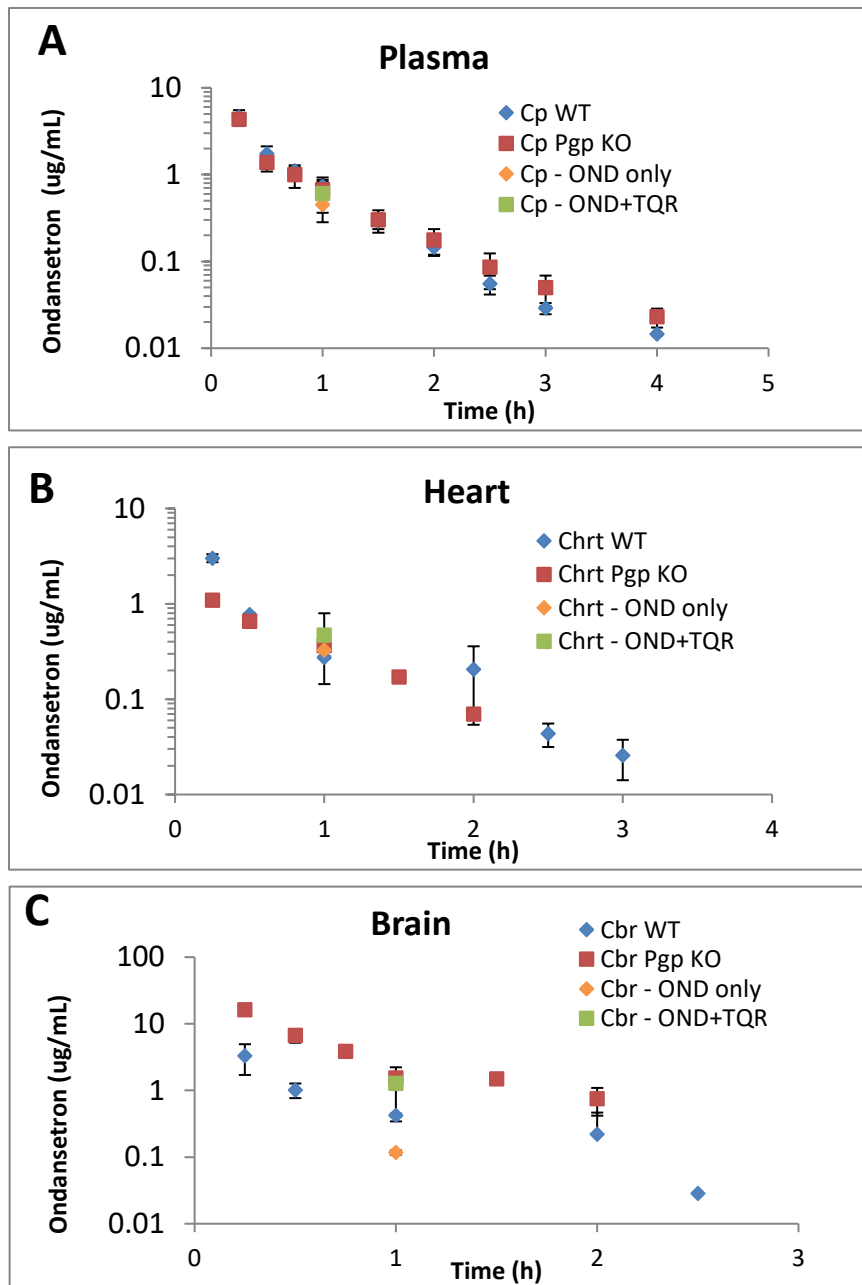 A
Plasma
Ondansetron (ug/mL)
10
1
0.1
0.01
Cp WT
Cp Pgp KO
Cp - OND only
Cp - OND+TQR
0 1 2 3 4 5
Time (h)
B
Heart
Ondansetron (ug/mL)
10
1
0.1
0.01
Chrt WT
Chrt Pgp KO
Chrt - OND only
Chrt - OND+TQR
0 1 2 3 4
Time (h)
C
Brain
Ondansetron (ug/mL)
100
10
1
0.1
0.01
Cbr WT
Cbr Pgp KO
Cbr - OND only
Cbr - OND+TQR
0 1 2 3
Time (h)